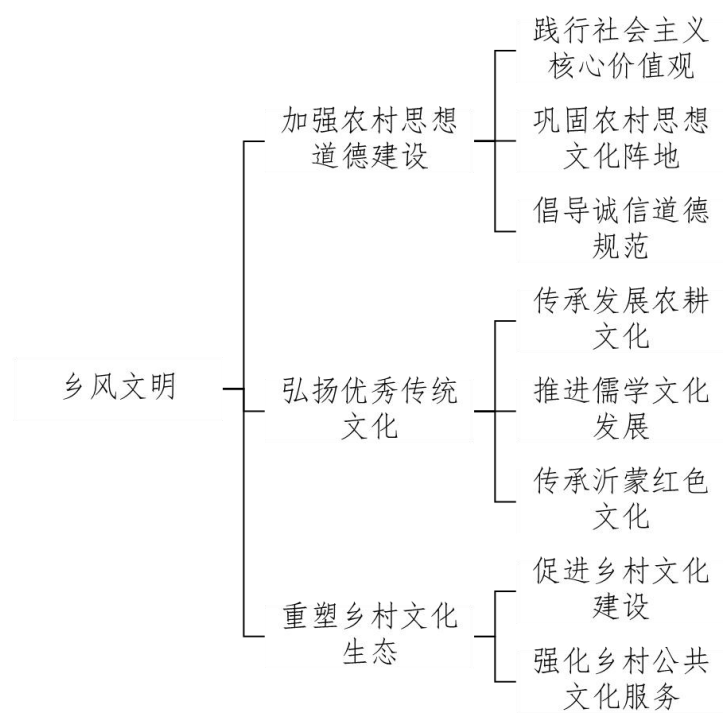 践行社会主义
核心价值观
加强农村思想
道德建设
巩固农村思想
文化阵地
倡导诚信道德
规范
传承发展农耕
文化
乡风文明
弘扬优秀传统
文化
推进儒学文化
发展
传承沂蒙红色
文化
促进乡村文化
建设
重塑乡村文化
生态
强化乡村公共
文化服务